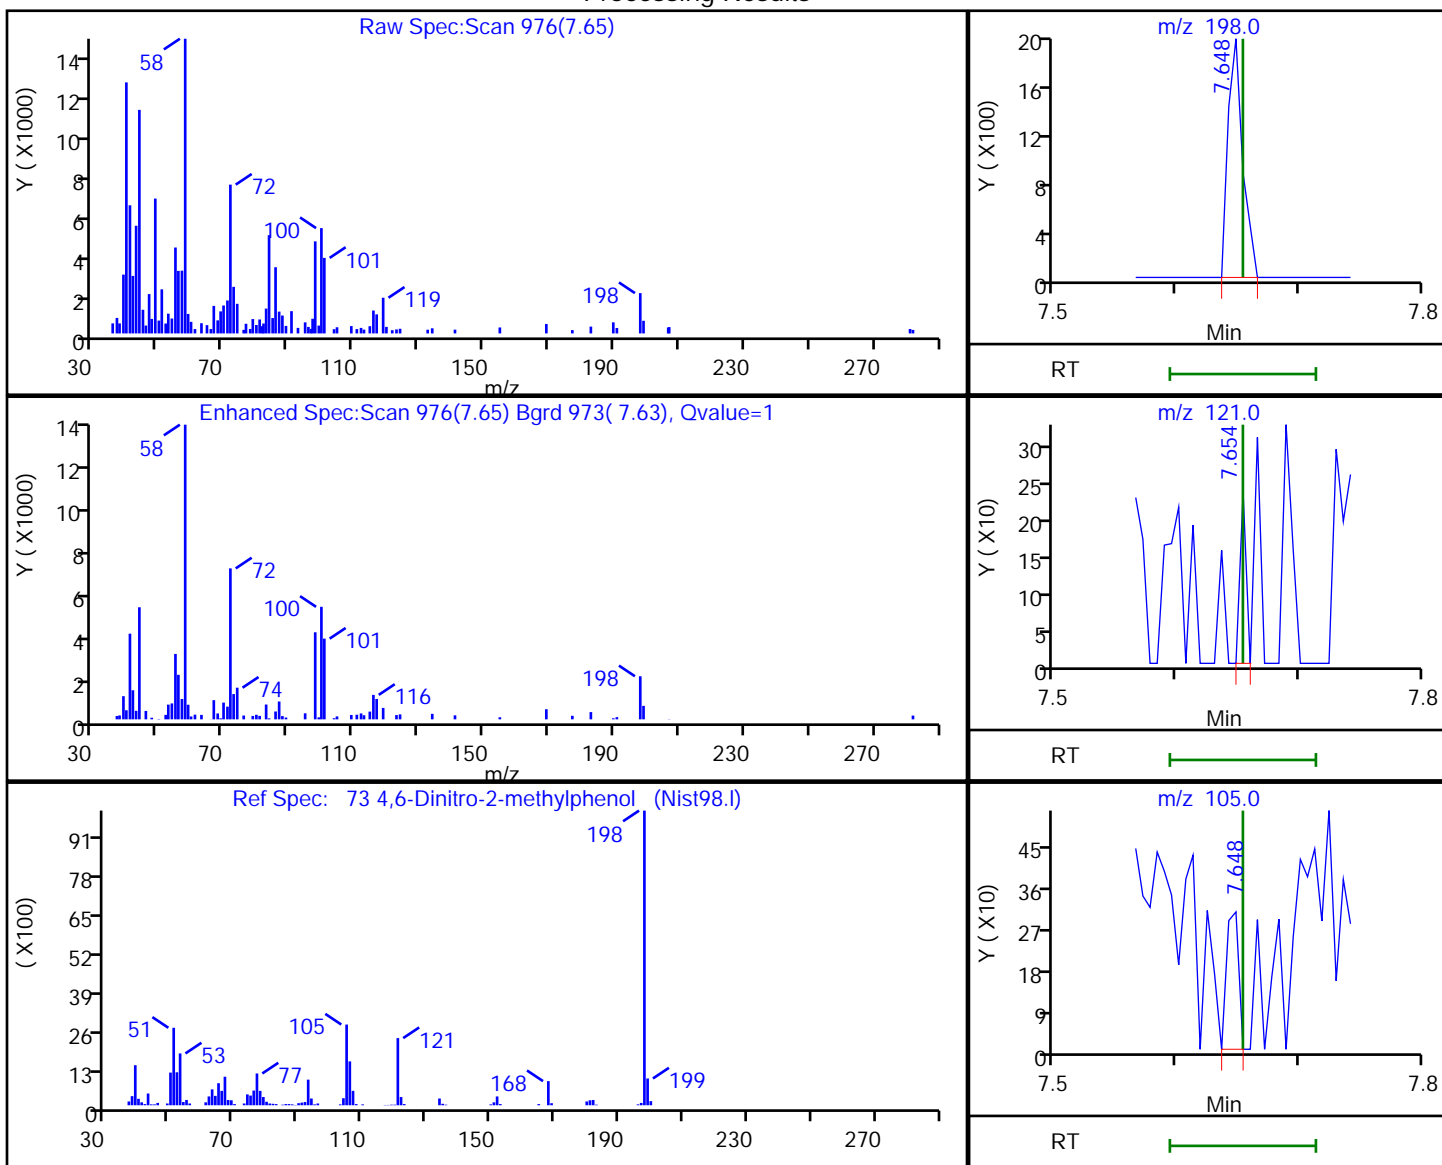 Processing Results
Raw Spec:Scan 976(7.65)
Y ( X1000)
14
12
10
8
6
4
2
0
58
72
100
101
119
198
30 70 110 150 190 230 270
m/z
m/z 198.0
Y ( X100)
20
16
12
8
4
0
7.648
7.5 7.8
Min
RT
Enhanced Spec:Scan 976(7.65) Bgrd 973( 7.63), Qvalue=1
Y ( X1000)
14
12
10
8
6
4
2
0
58
72
74
100
101
116
198
30 70 110 150 190 230 270
m/z
m/z 121.0
Y ( X10)
30
25
20
15
10
5
0
7.654
7.5 7.8
Min
RT
Ref Spec: 73 4,6-Dinitro-2-methylphenol (Nist98.l)
( X100)
91
78
65
52
39
26
13
0
51
53
77
105
121
168
198
199
30 70 110 150 190 230 270
m/z 105.0
Y ( X10)
45
36
27
18
9
0
7.648
7.5 7.8
Min
RT